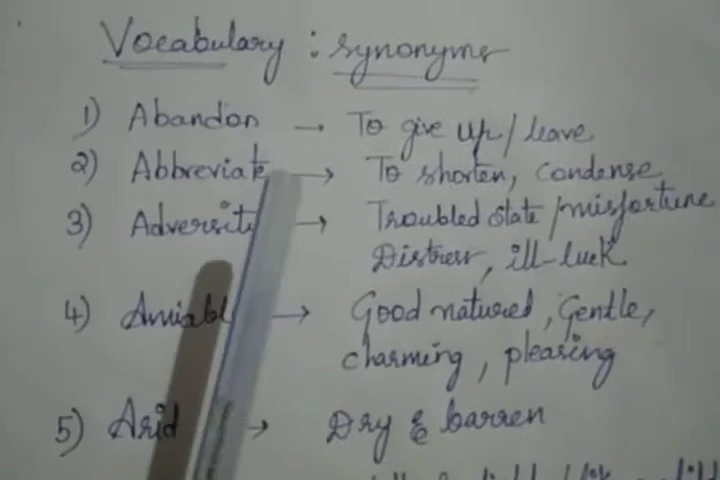 Vocabulary : synonyms
1) Abandon → To give up / leave
2) Abbreviate → To shorten, condense
3) Adversity → Troubled state / misfortune
Distress, ill-luck
4) Amiabl → Good natured, Gentle,
charming, pleasing
5) Arid → Dry & barren